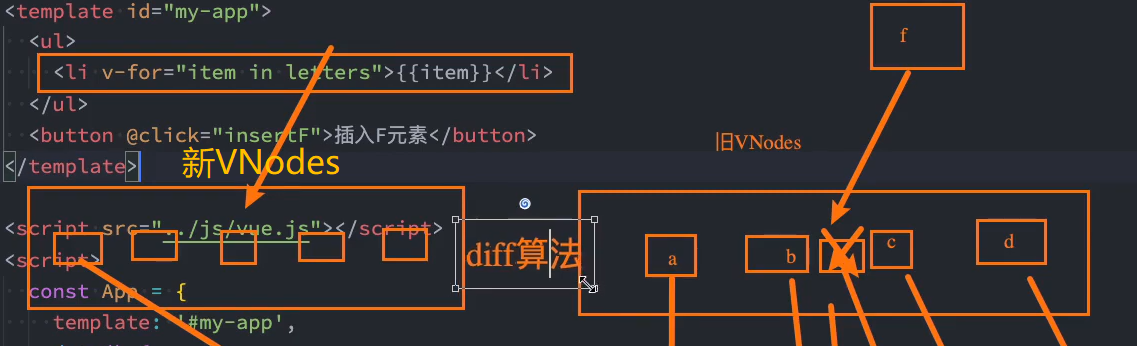 <template id="my-app">
<ul>
<li v-for="item in letters">{{item}}</li>
</ul>
<button @click="insertF">插入F元素</button>
</template>
f
旧VNodes
新VNodes
<script src="../js/vue.js"></script>
<script>
const App = {
template: '#my-app',
diff算法
a
b
c
d